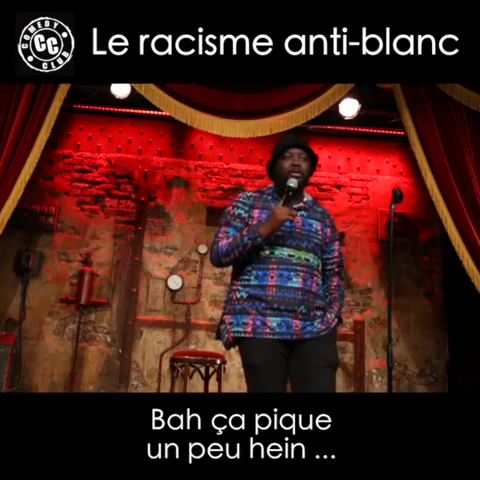 COMEDY
CC
CLUB
Le racisme anti-blanc
Bah ça pique
un peu hein ...